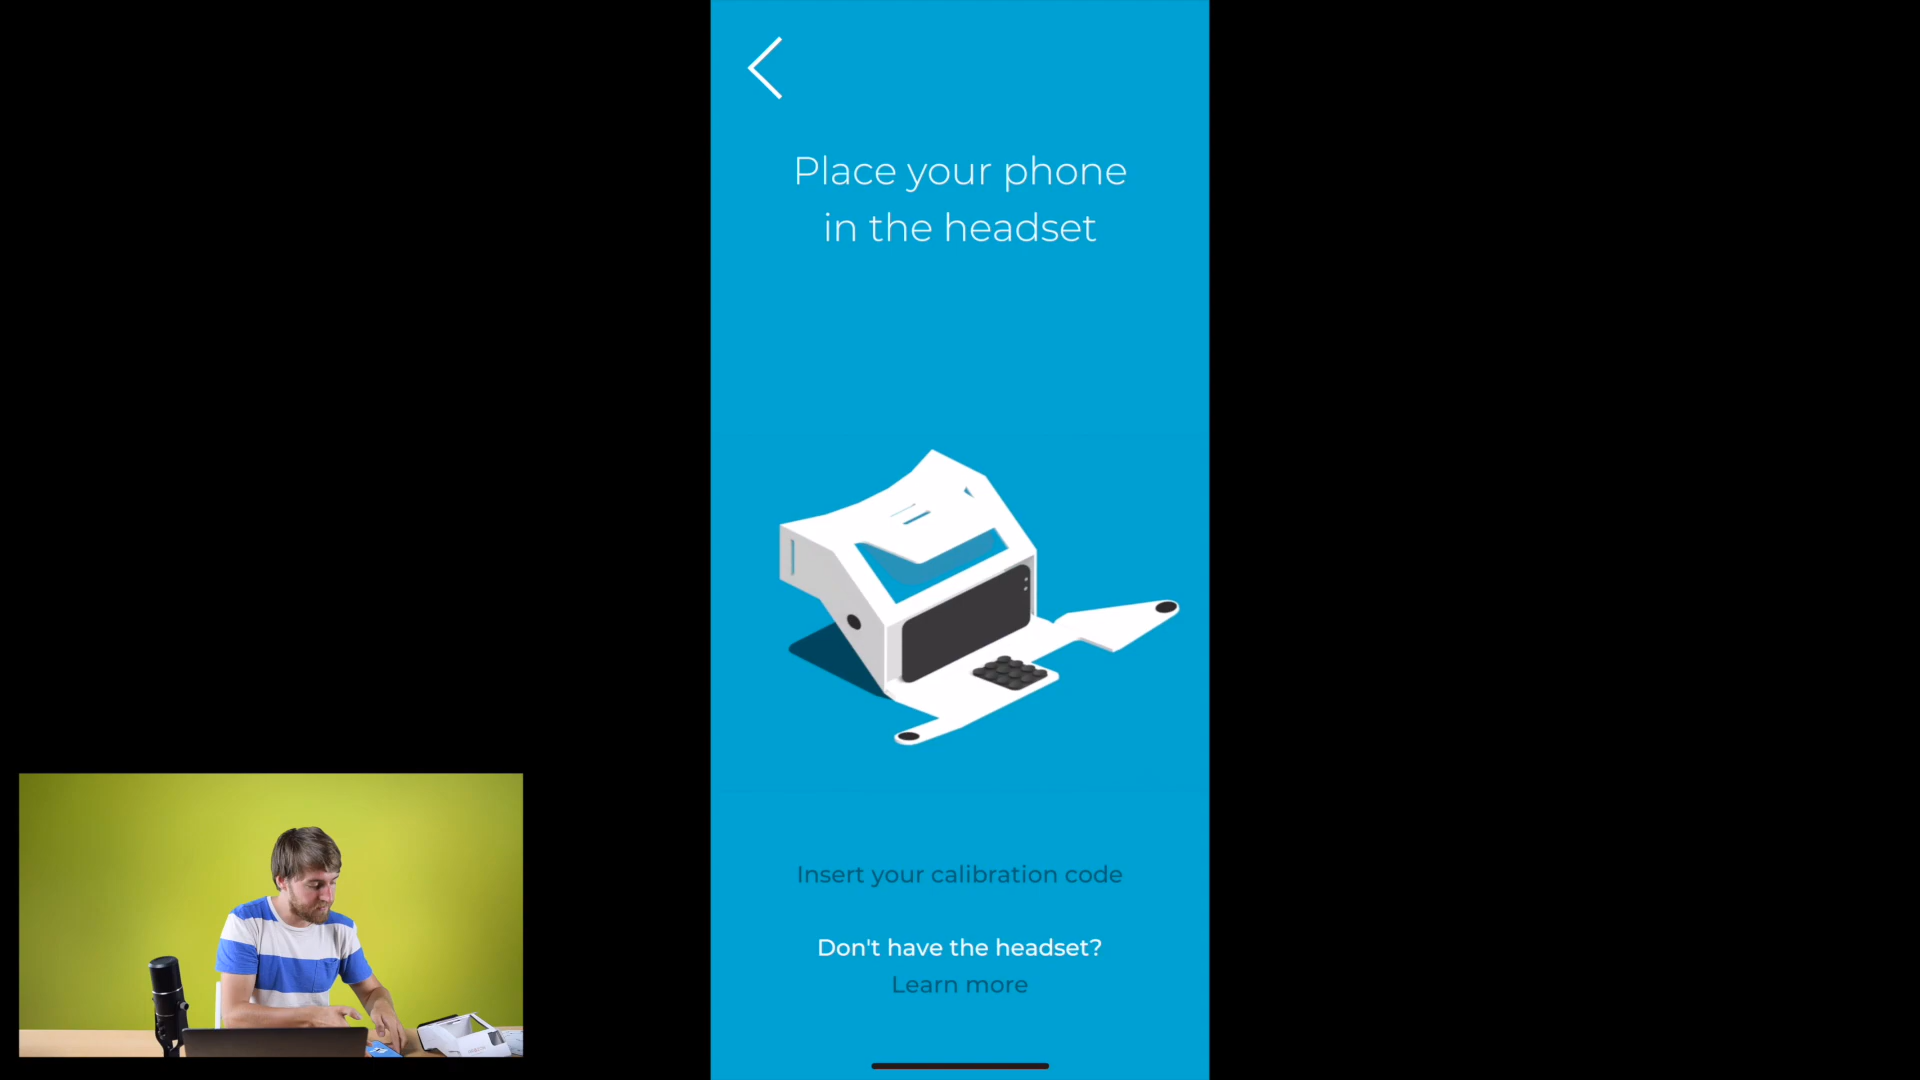 Place your phone
in the headset
Insert your calibration code
Don't have the headset?
Learn more